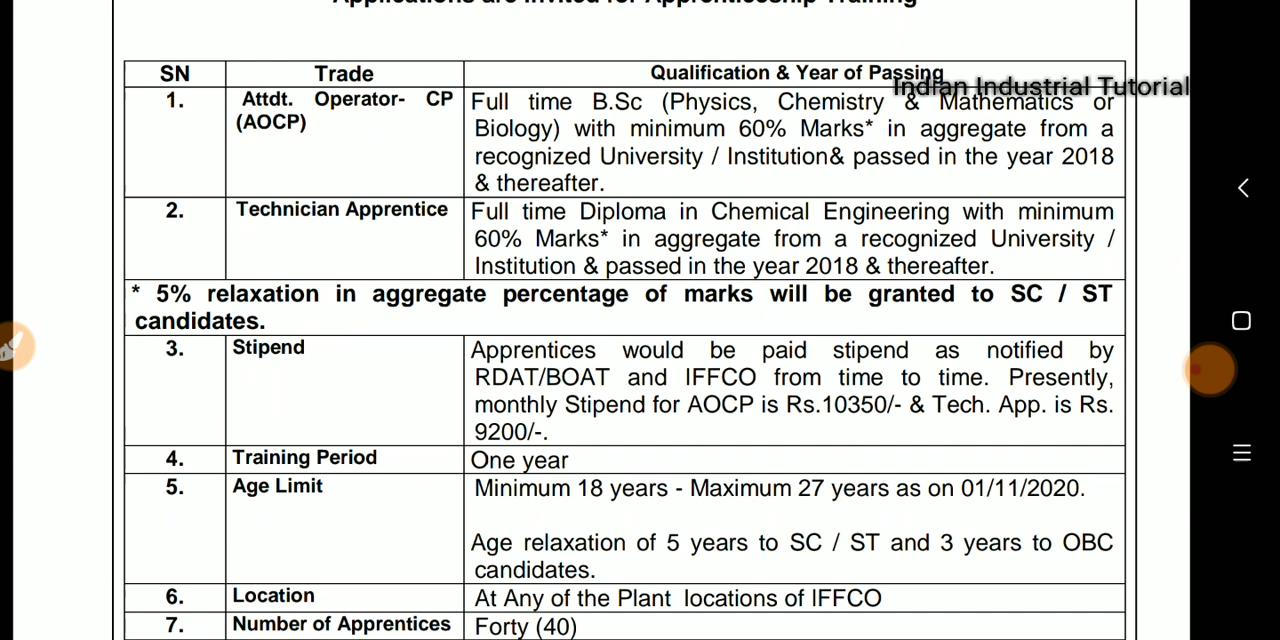 Applications are Invited for Apprenticeship Training
SN Trade Qualification & Year of Passing
Indian Industrial Tutorial
1. Attdt. Operator- CP (AOCP) Full time B.Sc (Physics, Chemistry & Mathematics or
Biology) with minimum 60% Marks* in aggregate from a
recognized University / Institution& passed in the year 2018
& thereafter.
2. Technician Apprentice Full time Diploma in Chemical Engineering with minimum
60% Marks* in aggregate from a recognized University /
Institution & passed in the year 2018 & thereafter.
* 5% relaxation in aggregate percentage of marks will be granted to SC / ST
candidates.
3. Stipend Apprentices would be paid stipend as notified by
RDAT/BOAT and IFFCO from time to time. Presently,
monthly Stipend for AOCP is Rs.10350/- & Tech. App. is Rs.
9200/-.
4. Training Period One year
5. Age Limit Minimum 18 years - Maximum 27 years as on 01/11/2020.
Age relaxation of 5 years to SC / ST and 3 years to OBC
candidates.
6. Location At Any of the Plant locations of IFFCO
7. Number of Apprentices Forty (40)